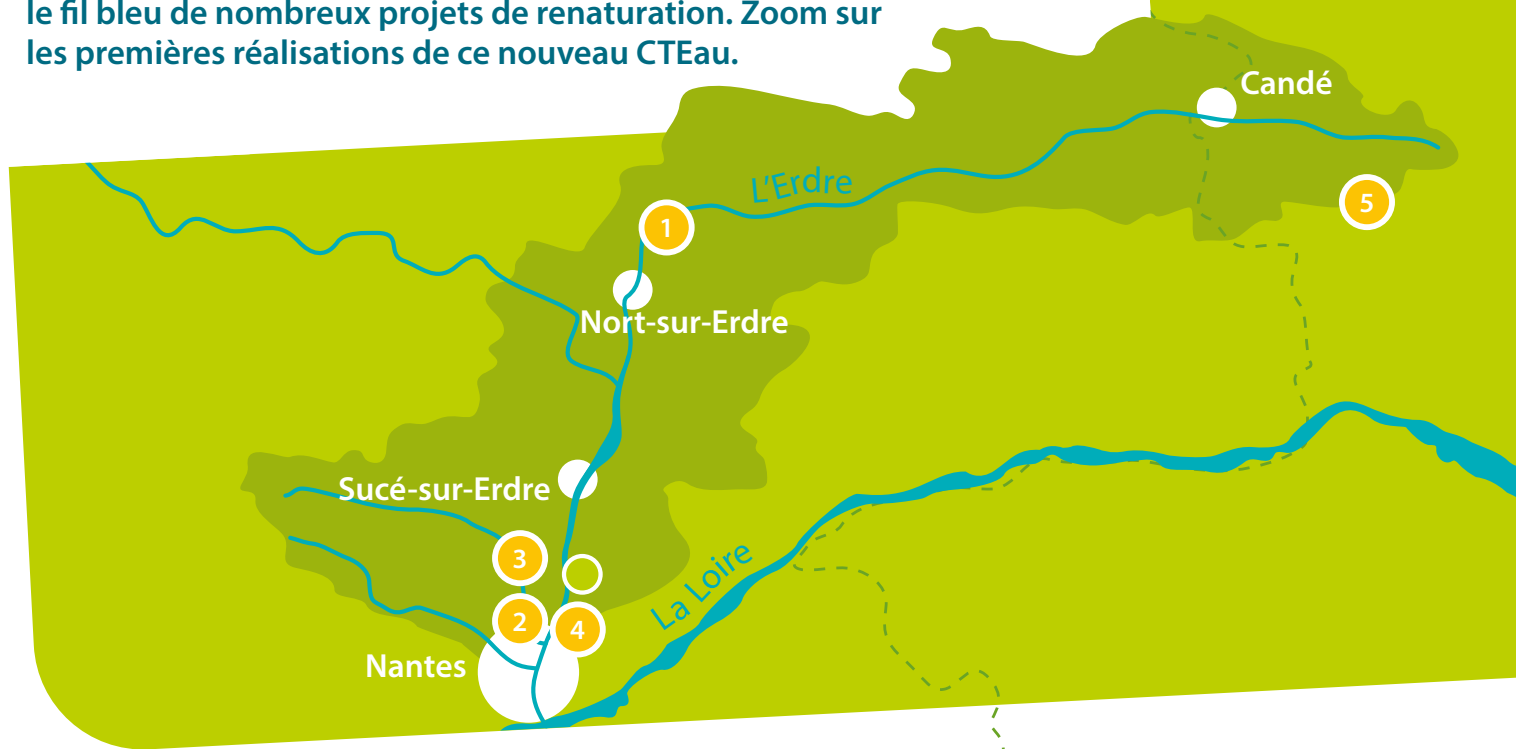 le fil bleu de nombreux projets de renaturation. Zoom sur
les premières réalisations de ce nouveau CTEau.
Candé
L'Erdre
5
1
Nort-sur-Erdre
Sucé-sur-Erdre
3
La Loire
2
4
Nantes